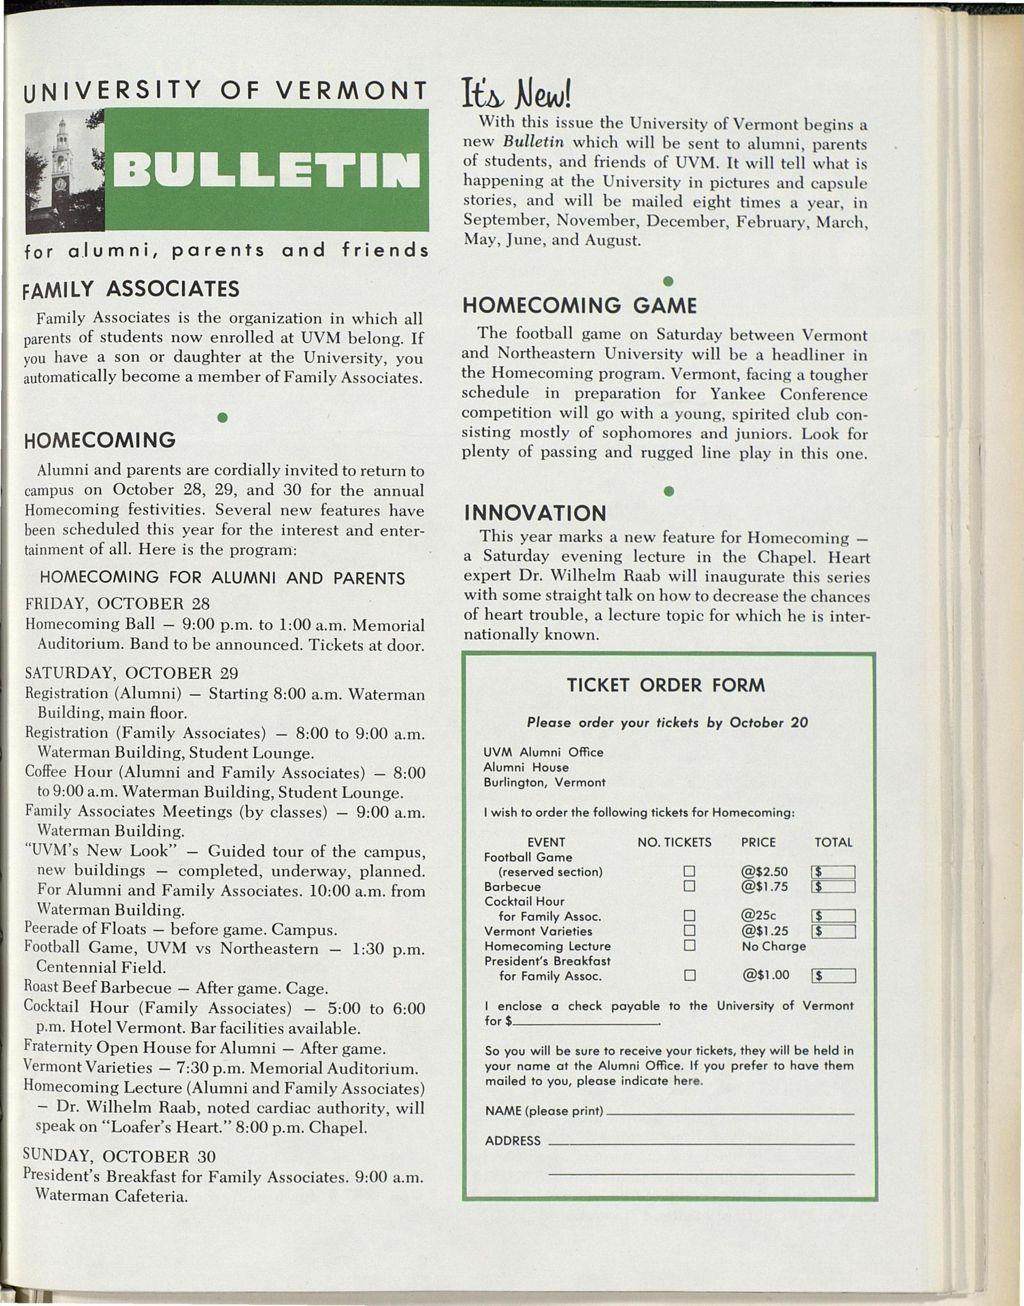 UNIVERSITY OF VERMONT
BULLETIN
for alumni, parents and friends
FAMILY ASSOCIATES
Family Associates is the organization in which all
parents of students now enrolled at UVM belong. If
you have a son or daughter at the University, you
automatically become a member of Family Associates.
HOMECOMING
Alumni and parents are cordially invited to return to
campus on October 28, 29, and 30 for the annual
Homecoming festivities. Several new features have
been scheduled this year for the interest and enter-
tainment of all. Here is the program:
HOMECOMING FOR ALUMNI AND PARENTS
FRIDAY, OCTOBER 28
Homecoming Ball — 9:00 p.m. to 1:00 a.m. Memorial
Auditorium. Band to be announced. Tickets at door.
SATURDAY, OCTOBER 29
Registration (Alumni) — Starting 8:00 a.m. Waterman
Building, main floor.
Registration (Family Associates) — 8:00 to 9:00 a.m.
Waterman Building, Student Lounge.
Coffee Hour (Alumni and Family Associates) — 8:00
to 9:00 a.m. Waterman Building, Student Lounge.
Family Associates Meetings (by classes) — 9:00 a.m.
Waterman Building.
"UVM's New Look" — Guided tour of the campus,
new buildings — completed, underway, planned.
For Alumni and Family Associates. 10:00 a.m. from
Waterman Building.
Peerade of Floats — before game. Campus.
Football Game, UVM vs Northeastern — 1:30 p.m.
Centennial Field.
Roast Beef Barbecue — After game. Cage.
Cocktail Hour (Family Associates) — 5:00 to 6:00
p.m. Hotel Vermont. Bar facilities available.
Fraternity Open House for Alumni — After game.
Vermont Varieties — 7:30 p.m. Memorial Auditorium.
Homecoming Lecture (Alumni and Family Associates)
— Dr. Wilhelm Raab, noted cardiac authority, will
speak on "Loafer's Heart." 8:00 p.m. Chapel.
SUNDAY, OCTOBER 30
President's Breakfast for Family Associates. 9:00 a.m.
Waterman Cafeteria.
It's New!
With this issue the University of Vermont begins a
new Bulletin which will be sent to alumni, parents
of students, and friends of UVM. It will tell what is
happening at the University in pictures and capsule
stories, and will be mailed eight times a year, in
September, November, December, February, March,
May, June, and August.
HOMECOMING GAME
The football game on Saturday between Vermont
and Northeastern University will be a headliner in
the Homecoming program. Vermont, facing a tougher
schedule in preparation for Yankee Conference
competition will go with a young, spirited club con-
sisting mostly of sophomores and juniors. Look for
plenty of passing and rugged line play in this one.
INNOVATION
This year marks a new feature for Homecoming —
a Saturday evening lecture in the Chapel. Heart
expert Dr. Wilhelm Raab will inaugurate this series
with some straight talk on how to decrease the chances
of heart trouble, a lecture topic for which he is inter-
nationally known.
TICKET ORDER FORM
Please order your tickets by October 20
UVM Alumni Office
Alumni House
Burlington, Vermont
I wish to order the following tickets for Homecoming:
EVENT NO. TICKETS PRICE TOTAL
Football Game
(reserved section) □ @$2.50 $
Barbecue □ @$1.75 $
Cocktail Hour
for Family Assoc. □ @25c $
Vermont Varieties □ @$1.25 $
Homecoming Lecture □ No Charge
President's Breakfast
for Family Assoc. □ @$1.00 $
I enclose a check payable to the University of Vermont
for $____.
So you will be sure to receive your tickets, they will be held in
your name at the Alumni Office. If you prefer to have them
mailed to you, please indicate here.
NAME (please print)____
ADDRESS ____